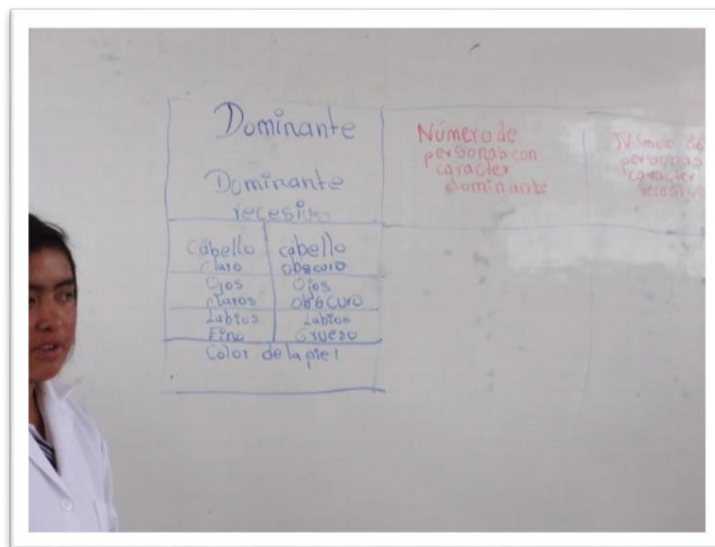 Dominante
Dominante
recesivo
Número de
personas con
caracter
dominante
Número de
personas
caracter
recesivo
Cabello cabello
claro obscuro
Ojos Ojos
claros obscuro
Labios Labios
Fino Grueso
Color de la piel